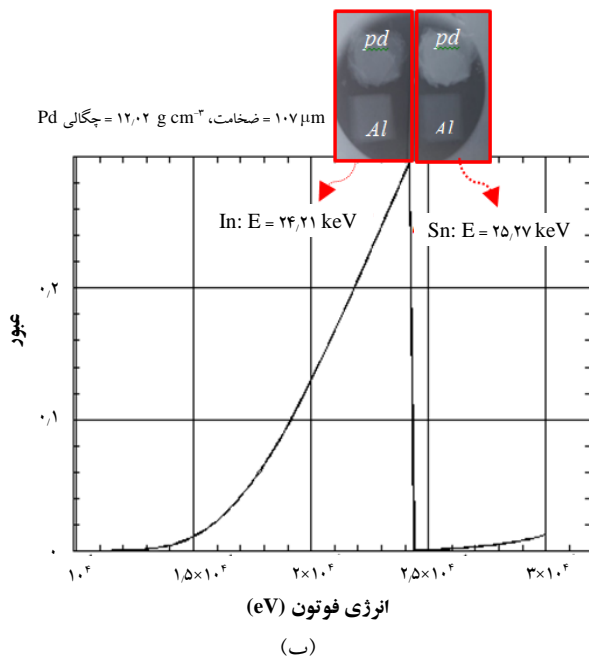 pd pd
Al Al
Pd چگالی = ۱۲٫۰۲ g cm⁻³ ،ضخامت = ۱۰۷ µm
In: E = ۲۴٫۲۱ keV
Sn: E = ۲۵٫۲۷ keV
۰٫۲
عبور
۰٫۱
۰
۱۰⁴ ۱٫۵×۱۰⁴ ۲×۱۰⁴ ۲٫۵×۱۰⁴ ۳×۱۰⁴
انرژی فوتون (eV)
(ب)